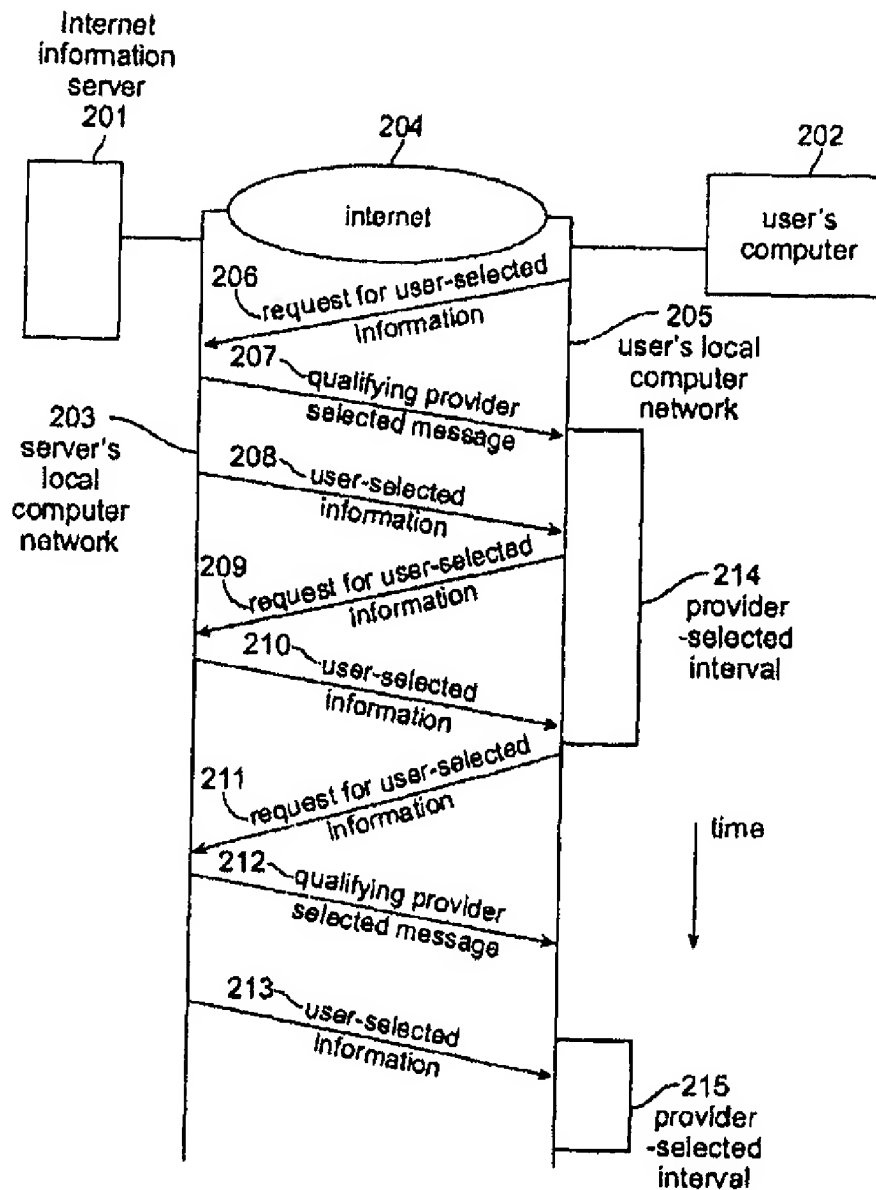 Internet
information
server
201
204
202
internet
user's
computer
206
request for user-selected
information
205
user's local
computer
network
207
qualifying provider
selected message
203
server's
local
computer
network
208
user-selected
information
209
request for user-selected
information
214
provider
-selected
interval
210
user-selected
information
211
request for user-selected
information
time
212
qualifying provider
selected message
213
user-selected
information
215
provider
-selected
interval